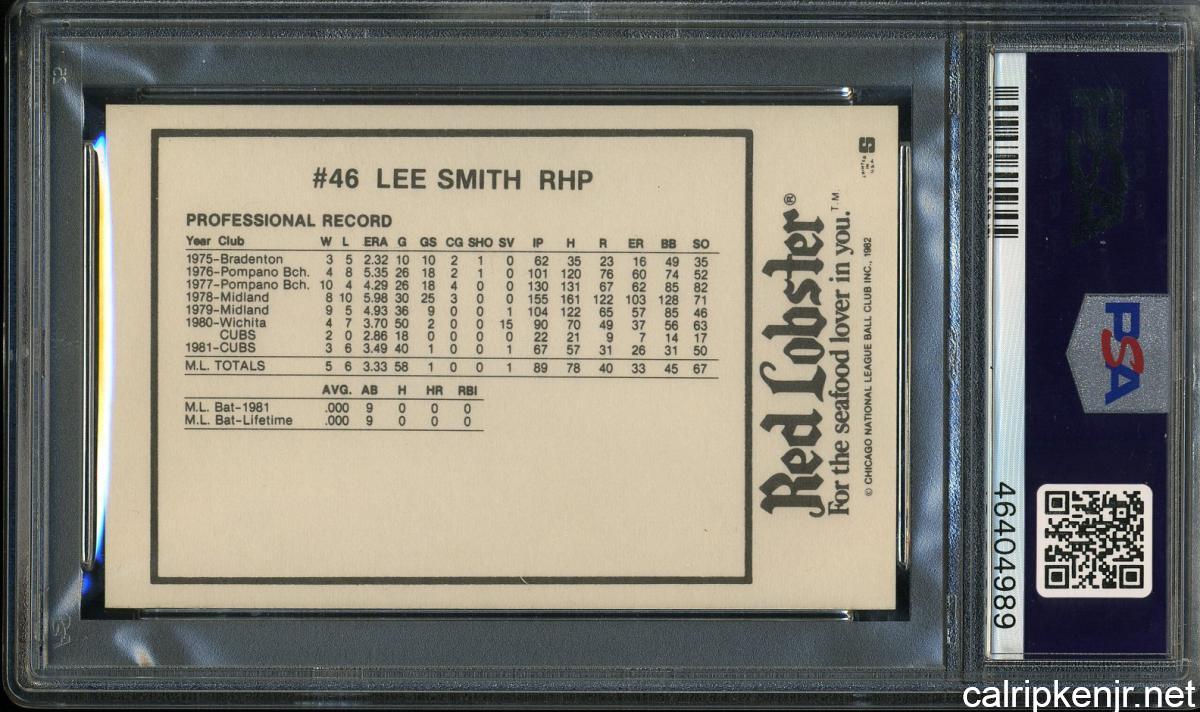 #46 LEE SMITH RHP
PROFESSIONAL RECORD
Year Club W L ERA G GS CG SHO SV IP H R ER BB SO
1975-Bradenton 3 5 2.32 10 10 2 1 0 62 35 23 16 49 35
1976-Pompano Bch. 4 8 5.35 26 18 2 1 0 101 120 76 60 74 52
1977-Pompano Bch. 10 4 4.29 26 18 4 0 0 130 131 67 62 85 82
1978-Midland 8 10 5.98 30 25 3 0 0 155 161 122 103 128 71
1979-Midland 9 5 4.93 36 9 0 0 1 104 122 65 57 85 46
1980-Wichita 4 7 3.70 50 2 0 0 15 90 70 49 37 56 63
CUBS 2 0 2.86 18 0 0 0 0 22 21 9 7 14 17
1981-CUBS 3 6 3.49 40 1 0 0 1 67 57 31 26 31 50
M.L. TOTALS 5 6 3.33 58 1 0 0 1 89 78 40 33 45 67
AVG. AB H HR RBI
M.L. Bat-1981 .000 9 0 0 0
M.L. Bat-Lifetime .000 9 0 0 0
Red Lobster®
For the seafood lover in you.T.M.
© CHICAGO NATIONAL LEAGUE BALL CLUB INC., 1982
PRINTED
IN
U.S.A.
S
PSA
PSA
46404989
calripkenjr.net